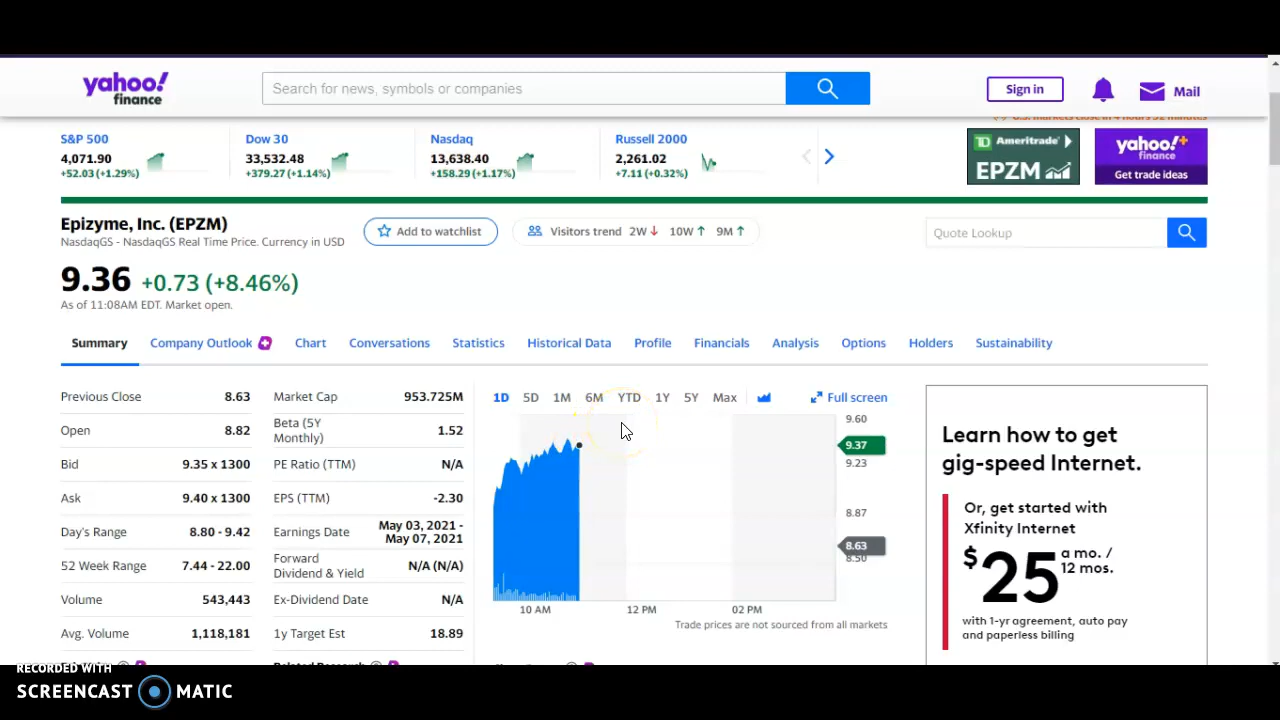 yahoo!
finance
Search for news, symbols or companies
Sign in
Mail
U.S. markets close in 4 hours 52 minutes
S&P 500
4,071.90
+52.03 (+1.29%)
Dow 30
33,532.48
+379.27 (+1.14%)
Nasdaq
13,638.40
+158.29 (+1.17%)
Russell 2000
2,261.02
+7.11 (+0.32%)
TD Ameritrade
EPZM
yahoo!+
finance
Get trade ideas
Epizyme, Inc. (EPZM)
NasdaqGS - NasdaqGS Real Time Price. Currency in USD
Add to watchlist
Visitors trend 2W 10W 9M
Quote Lookup
9.36 +0.73 (+8.46%)
As of 11:08AM EDT. Market open.
Summary Company Outlook Chart Conversations Statistics Historical Data Profile Financials Analysis Options Holders Sustainability
Previous Close 8.63
Open 8.82
Bid 9.35 x 1300
Ask 9.40 x 1300
Day's Range 8.80 - 9.42
52 Week Range 7.44 - 22.00
Volume 543,443
Avg. Volume 1,118,181
Market Cap 953.725M
Beta (5Y
Monthly) 1.52
PE Ratio (TTM) N/A
EPS (TTM) -2.30
Earnings Date May 03, 2021 -
May 07, 2021
Forward
Dividend & Yield N/A (N/A)
Ex-Dividend Date N/A
1y Target Est 18.89
Related Research
1D 5D 1M 6M YTD 1Y 5Y Max
Full screen
9.60
9.37
9.23
8.87
8.63
8.50
10 AM 12 PM 02 PM
Trade prices are not sourced from all markets
Learn how to get
gig-speed Internet.
Or, get started with
Xfinity Internet
$25 a mo. /
12 mos.
with 1-yr agreement, auto pay
and paperless billing
RECORDED WITH
SCREENCAST MATIC